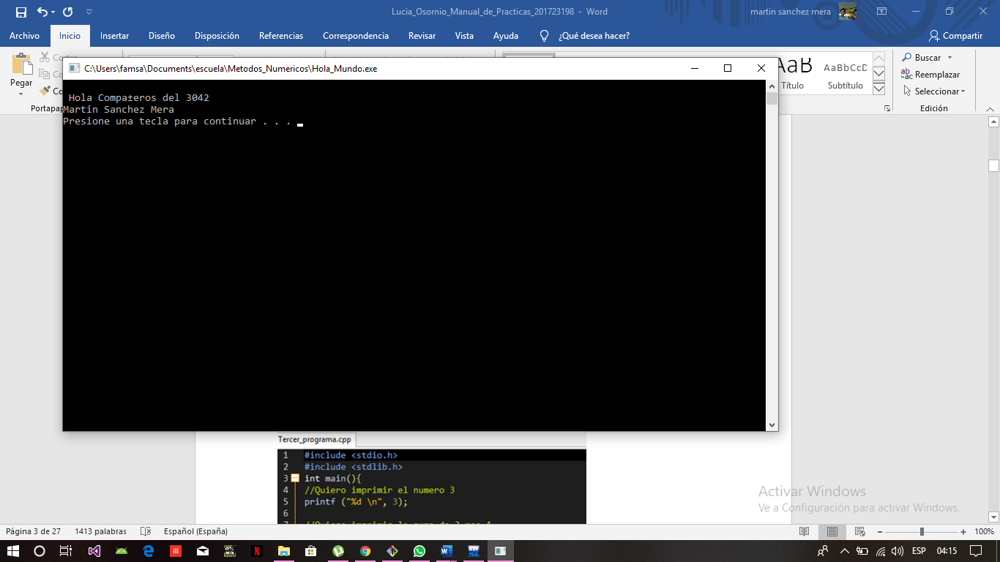 Lucia_Osornio_Manual_de_Practicas_201723198 - Word
martin sanchez mera
Archivo Inicio Insertar Diseño Disposición Referencias Correspondencia Revisar Vista Ayuda ¿Qué desea hacer? Compartir
Pegar
Título
Subtítulo
AaBbCcD
Buscar
Reemplazar
Seleccionar
Edición
C:\Users\famsa\Documents\escuela\Metodos_Numericos\Hola_Mundo.exe
Hola Compa±eros del 3042
Martin Sanchez Mera
Presione una tecla para continuar . . .
Tercer_programa.cpp
1 #include <stdio.h>
2 #include <stdlib.h>
3 int main(){
4 //Quiero imprimir el numero 3
5 printf ("%d \n", 3);
6
Activar Windows
Ve a Configuración para activar Windows.
Página 3 de 27 1413 palabras Español (España) 100%
ESP 04:15